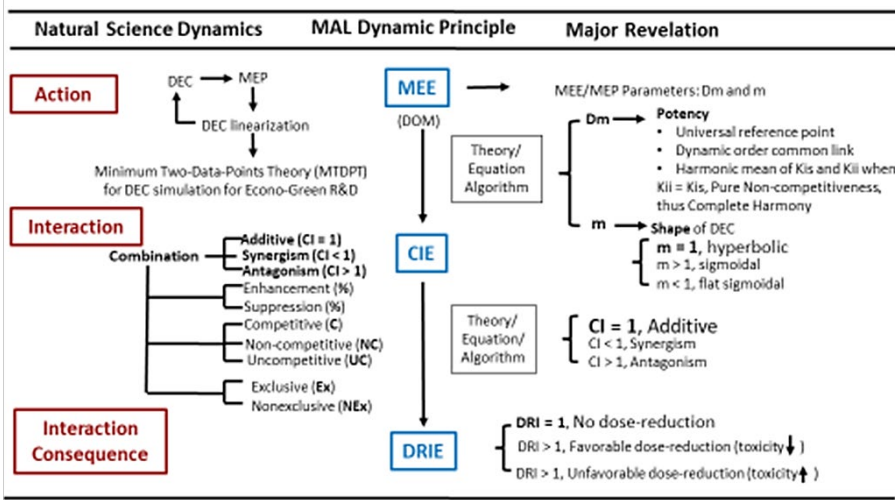 Natural Science Dynamics
MAL Dynamic Principle
Major Revelation
Action
DEC
MEP
DEC linearization
Minimum Two-Data-Points Theory (MTDPT)
for DEC simulation for Econo-Green R&D
MEE
(DOM)
Theory/
Equation
Algorithm
MEE/MEP Parameters: Dm and m
Dm
Potency
• Universal reference point
• Dynamic order common link
• Harmonic mean of Kis and Kii when
Kii = Kis, Pure Non-competitiveness,
thus Complete Harmony
m
Shape of DEC
m = 1, hyperbolic
m > 1, sigmoidal
m < 1, flat sigmoidal
Interaction
Combination
Additive (CI = 1)
Synergism (CI < 1)
Antagonism (CI > 1)
Enhancement (%)
Suppression (%)
Competitive (C)
Non-competitive (NC)
Uncompetitive (UC)
Exclusive (Ex)
Nonexclusive (NEx)
CIE
Theory/
Equation/
Algorithm
CI = 1, Additive
CI < 1, Synergism
CI > 1, Antagonism
Interaction
Consequence
DRIE
DRI = 1, No dose-reduction
DRI > 1, Favorable dose-reduction (toxicity↓ )
DRI > 1, Unfavorable dose-reduction (toxicity↑ )